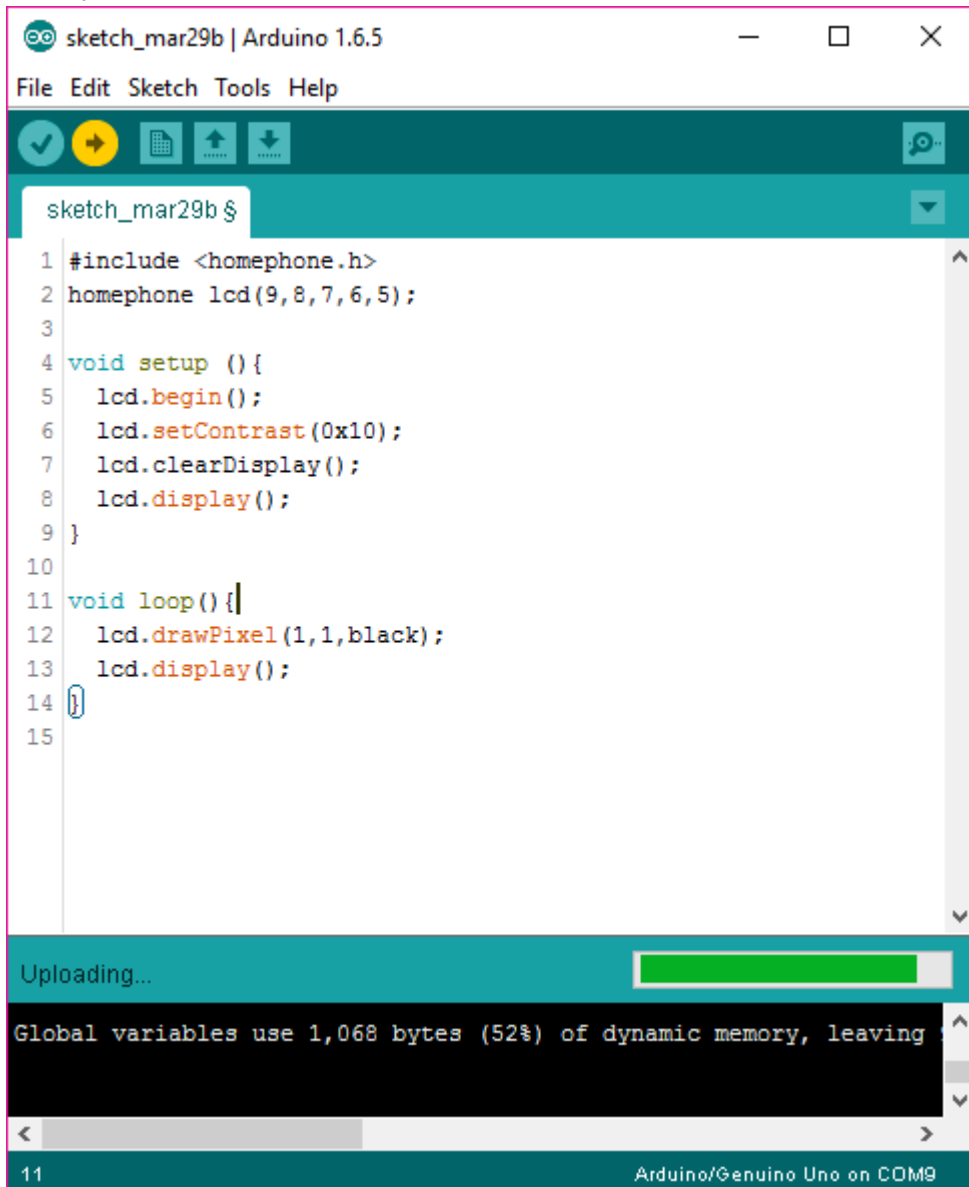 sketch_mar29b | Arduino 1.6.5
File Edit Sketch Tools Help
sketch_mar29b §
1 #include <homephone.h>
2 homephone lcd(9,8,7,6,5);
3
4 void setup (){
5   lcd.begin();
6   lcd.setContrast(0x10);
7   lcd.clearDisplay();
8   lcd.display();
9 }
10
11 void loop(){
12   lcd.drawPixel(1,1,black);
13   lcd.display();
14 }
15
Uploading...
Global variables use 1,068 bytes (52%) of dynamic memory, leaving
11 Arduino/Genuino Uno on COM9